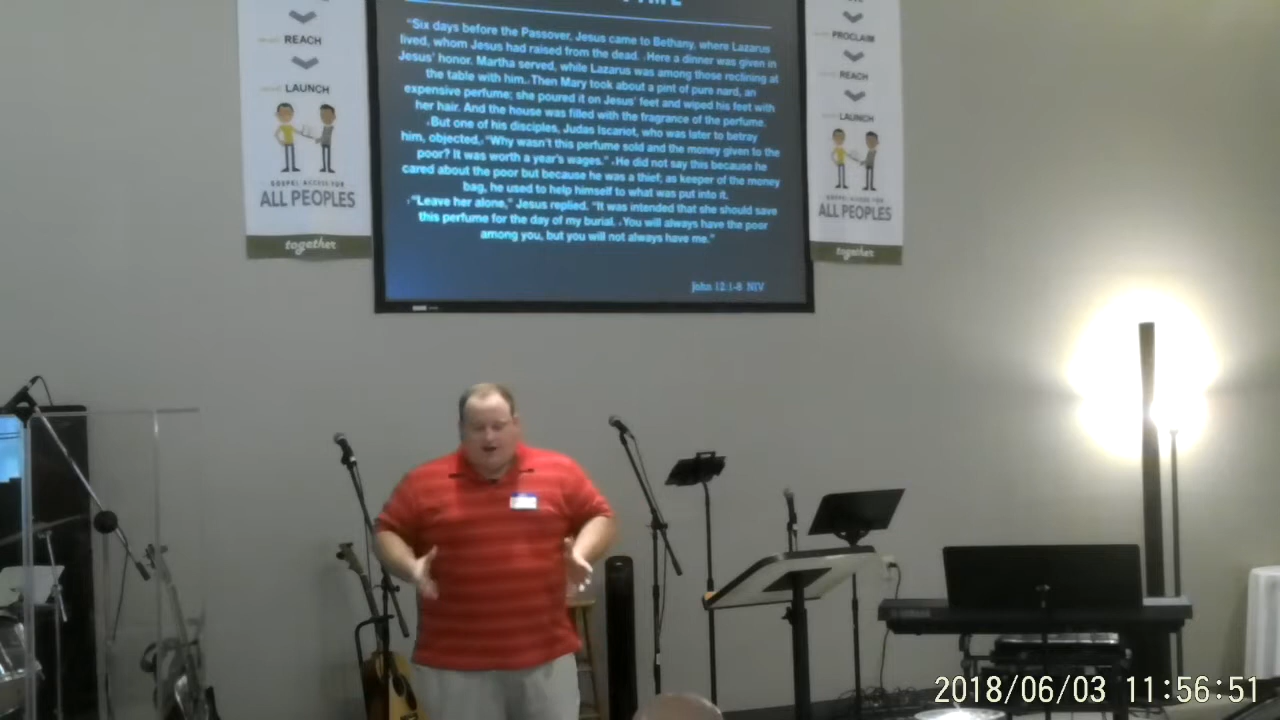 REACH
LAUNCH
GOSPEL ACCESS FOR
ALL PEOPLES
together
"Six days before the Passover, Jesus came to Bethany, where Lazarus
lived, whom Jesus had raised from the dead. Here a dinner was given in
Jesus' honor. Martha served, while Lazarus was among those reclining at
the table with him. Then Mary took about a pint of pure nard, an
expensive perfume; she poured it on Jesus' feet and wiped his feet with
her hair. And the house was filled with the fragrance of the perfume.
But one of his disciples, Judas Iscariot, who was later to betray
him, objected, "Why wasn't this perfume sold and the money given to the
poor? It was worth a year's wages." He did not say this because he
cared about the poor but because he was a thief; as keeper of the money
bag, he used to help himself to what was put into it.
"Leave her alone," Jesus replied. "It was intended that she should save
this perfume for the day of my burial. You will always have the poor
among you, but you will not always have me."
John 12:1-8 NIV
PROCLAIM
REACH
LAUNCH
GOSPEL ACCESS FOR
ALL PEOPLES
together
2018/06/03 11:56:51